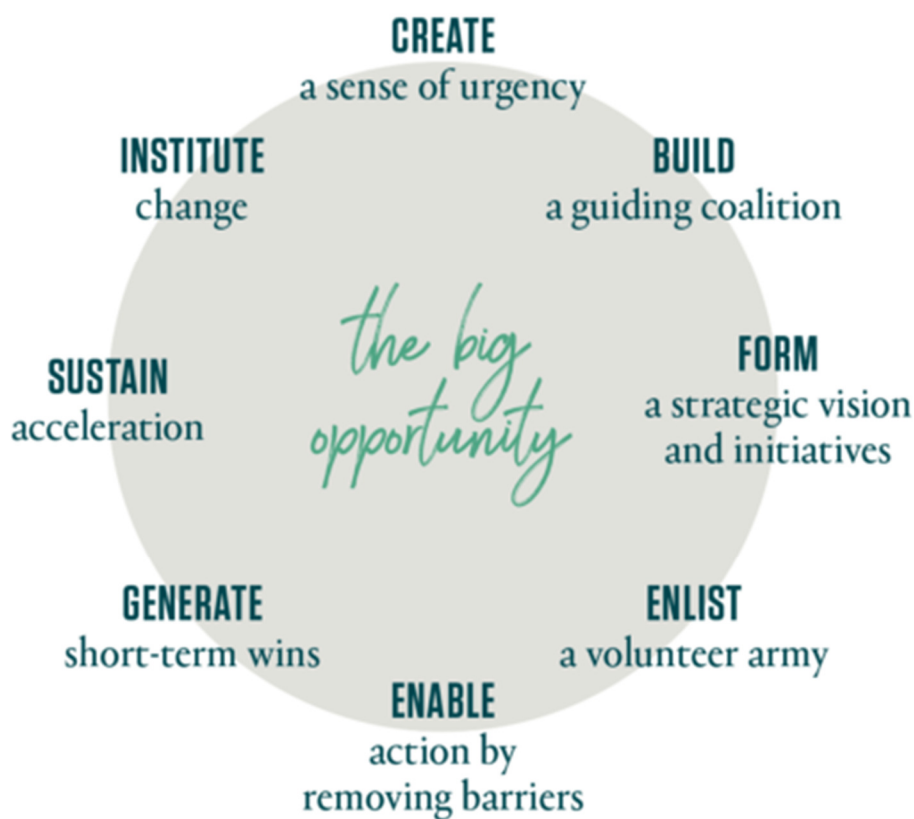 CREATE
a sense of urgency
BUILD
a guiding coalition
FORM
a strategic vision
and initiatives
ENLIST
a volunteer army
ENABLE
action by
removing barriers
GENERATE
short-term wins
SUSTAIN
acceleration
INSTITUTE
change
the big
opportunity